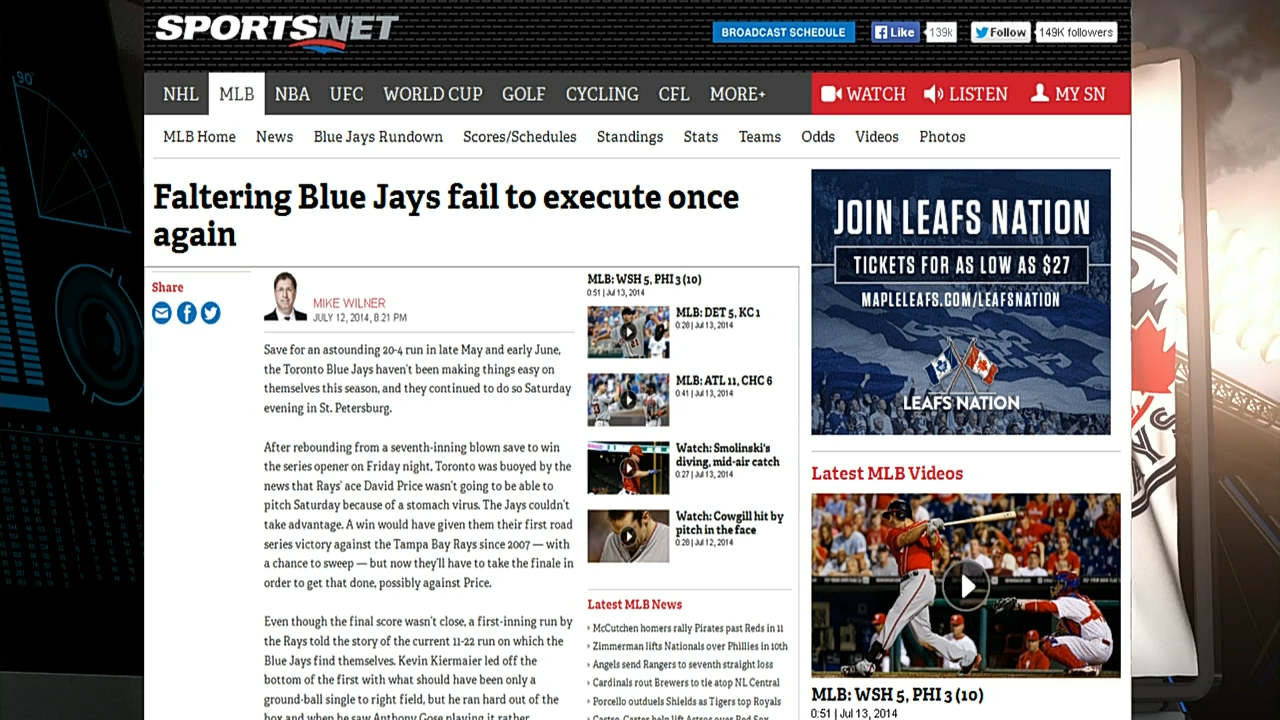 SPORTSNET
BROADCAST SCHEDULE
Like
139k
Follow
149K followers
NHL MLB NBA UFC WORLD CUP GOLF CYCLING CFL MORE+
WATCH LISTEN MY SN
MLB Home News Blue Jays Rundown Scores/Schedules Standings Stats Teams Odds Videos Photos
Faltering Blue Jays fail to execute once
again
Share
MIKE WILNER
JULY 12, 2014, 8:21 PM
Save for an astounding 20-4 run in late May and early June,
the Toronto Blue Jays haven't been making things easy on
themselves this season, and they continued to do so Saturday
evening in St. Petersburg.
After rebounding from a seventh-inning blown save to win
the series opener on Friday night, Toronto was buoyed by the
news that Rays' ace David Price wasn't going to be able to
pitch Saturday because of a stomach virus. The Jays couldn't
take advantage. A win would have given them their first road
series victory against the Tampa Bay Rays since 2007 — with
a chance to sweep — but now they'll have to take the finale in
order to get that done, possibly against Price.
Even though the final score wasn't close, a first-inning run by
the Rays told the story of the current 11-22 run on which the
Blue Jays find themselves. Kevin Kiermaier led off the
bottom of the first with what should have been only a
ground-ball single to right field, but he ran hard out of the
box and when he saw Anthony Gose playing it rather
MLB: WSH 5, PHI 3 (10)
0:51 | Jul 13, 2014
MLB: DET 5, KC 1
0:28 | Jul 13, 2014
MLB: ATL 11, CHC 6
0:41 | Jul 13, 2014
Watch: Smolinski's
diving, mid-air catch
0:27 | Jul 13, 2014
Watch: Cowgill hit by
pitch in the face
0:28 | Jul 12, 2014
Latest MLB News
McCutchen homers rally Pirates past Reds in 11
Zimmerman lifts Nationals over Phillies in 10th
Angels send Rangers to seventh straight loss
Cardinals rout Brewers to tie atop NL Central
Porcello outduels Shields as Tigers top Royals
Castro, Carter help lift Astros over Red Sox
JOIN LEAFS NATION
TICKETS FOR AS LOW AS $27
MAPLELEAFS.COM/LEAFSNATION
LEAFS NATION
Latest MLB Videos
MLB: WSH 5, PHI 3 (10)
0:51 | Jul 13, 2014
90°
45°